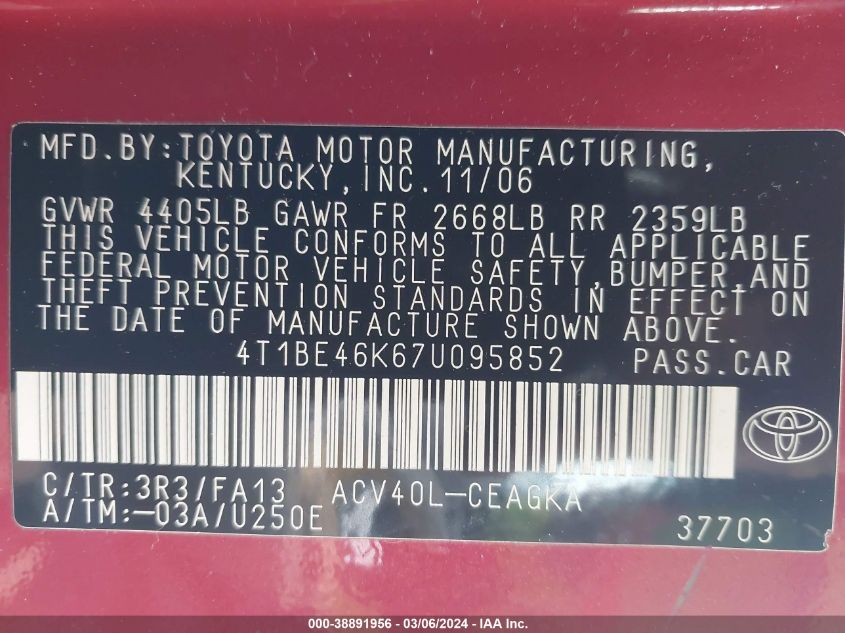 MFD.BY:TOYOTA MOTOR MANUFACTURING,
KENTUCKY,INC.11/06
GVWR 4405LB GAWR FR 2668LB RR 2359LB
THIS VEHICLE CONFORMS TO ALL APPLICABLE
FEDERAL MOTOR VEHICLE SAFETY,BUMPER,AND
THEFT PREVENTION STANDARDS IN EFFECT ON
THE DATE OF MANUFACTURE SHOWN ABOVE.
4T1BE46K67U095852 PASS.CAR
C/TR:3R3/FA13 ACV40L-CEAGKA
A/TM:-03A/U250E 37703
000-38891956 - 03/06/2024 - IAA Inc.